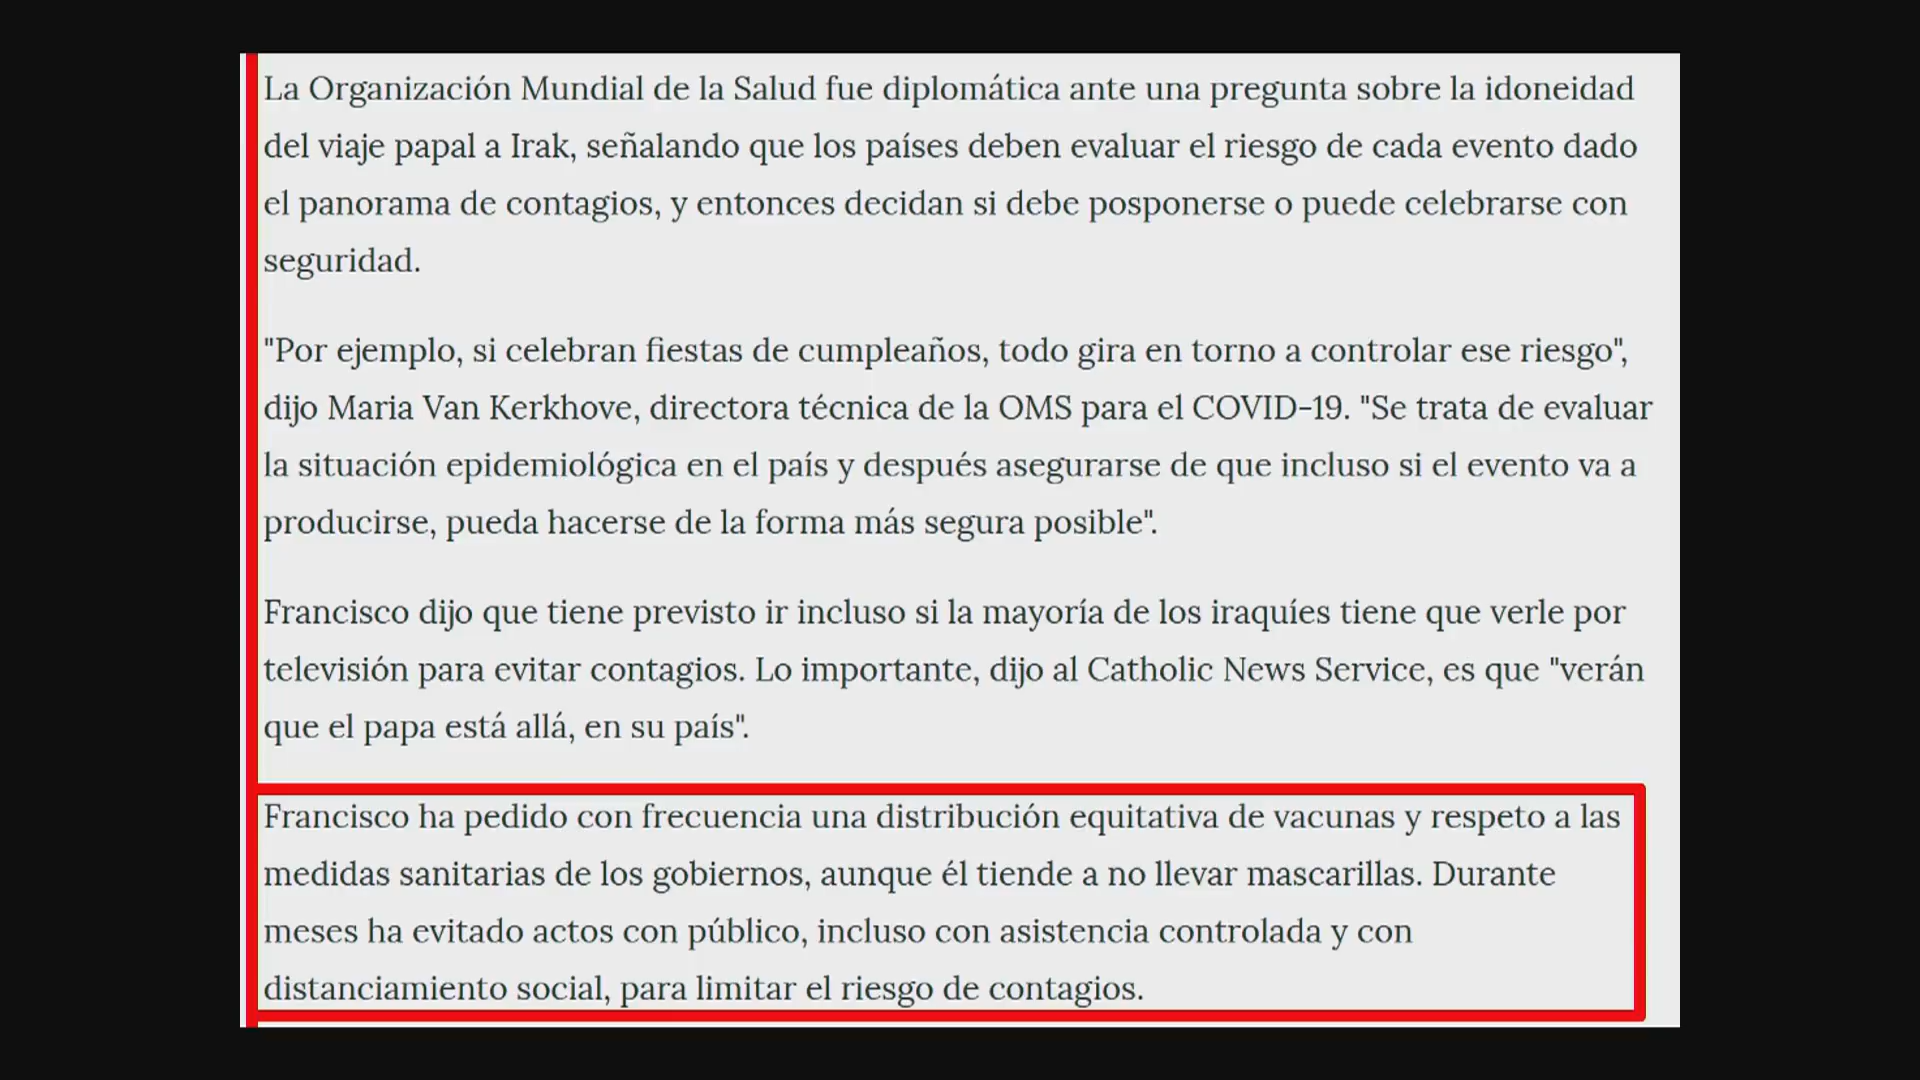 La Organización Mundial de la Salud fue diplomática ante una pregunta sobre la idoneidad
del viaje papal a Irak, señalando que los países deben evaluar el riesgo de cada evento dado
el panorama de contagios, y entonces decidan si debe posponerse o puede celebrarse con
seguridad.
"Por ejemplo, si celebran fiestas de cumpleaños, todo gira en torno a controlar ese riesgo",
dijo Maria Van Kerkhove, directora técnica de la OMS para el COVID-19. "Se trata de evaluar
la situación epidemiológica en el país y después asegurarse de que incluso si el evento va a
producirse, pueda hacerse de la forma más segura posible".
Francisco dijo que tiene previsto ir incluso si la mayoría de los iraquíes tiene que verle por
televisión para evitar contagios. Lo importante, dijo al Catholic News Service, es que "verán
que el papa está allá, en su país".
Francisco ha pedido con frecuencia una distribución equitativa de vacunas y respeto a las
medidas sanitarias de los gobiernos, aunque él tiende a no llevar mascarillas. Durante
meses ha evitado actos con público, incluso con asistencia controlada y con
distanciamiento social, para limitar el riesgo de contagios.